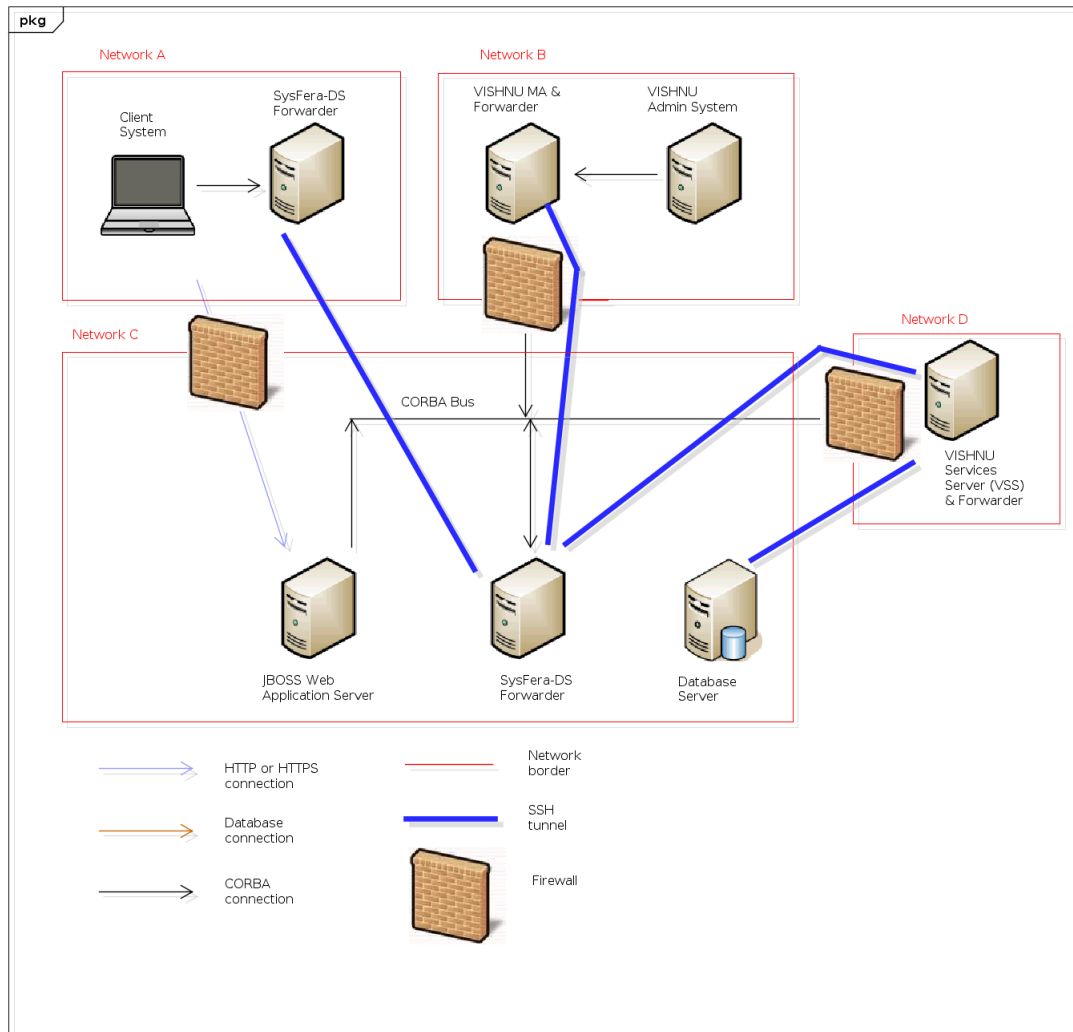 pkg
Network A
Network B
SysFera-DS
Forwarder
VISHNU MA &
Forwarder
VISHNU
Admin System
Client
System
Network C
Network D
CORBA Bus
VISHNU
Services
Server (VSS)
& Forwarder
JBOSS Web
Application Server
SysFera-DS
Forwarder
Database
Server
HTTP or HTTPS
connection
Network
border
Database
connection
SSH
tunnel
CORBA
connection
Firewall